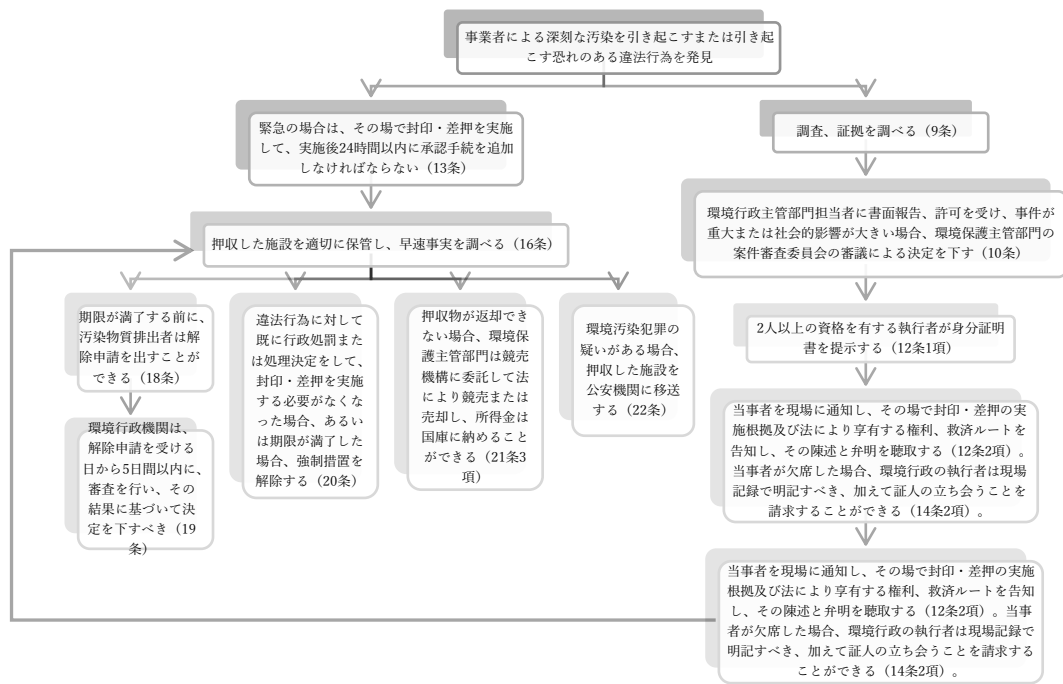 事業者による深刻な汚染を引き起こすまたは引き起
こす恐れのある違法行為を発見
緊急の場合は、その場で封印・差押を実施
して、実施後24時間以内に承認手続を追加
しなければならない（13条）
押収した施設を適切に保管し、早速事実を調べる（16条）
期限が満了する前に、
汚染物質排出者は解
除申請を出すことが
できる（18条）
環境行政機関は、
解除申請を受ける
日から5日間以内に、
審査を行い、その
結果に基づいて決
定を下すべき（19
条）
違法行為に対して
既に行政処罰また
は処理決定をして、
封印・差押を実施
する必要がなくな
った場合、あるい
は期限が満了した
場合、強制措置を
解除する（20条）
押収物が返却でき
ない場合、環境保
護主管部門は競売
機構に委託して法
により競売または
売却し、所得金は
国庫に納めること
ができる（21条3
項）
環境汚染犯罪の
疑いがある場合、
押収した施設を
公安機関に移送
する（22条）
調査、証拠を調べる（9条）
環境行政主管部門担当者に書面報告、許可を受け、事件が
重大または社会的影響が大きい場合、環境保護主管部門の
案件審査委員会の審議による決定を下す（10条）
2人以上の資格を有する執行者が身分証明
書を提示する（12条1項）
当事者を現場に通知し、その場で封印・差押の実
施根拠及び法により享有する権利、救済ルートを
告知し、その陳述と弁明を聴取する（12条2項）。
当事者が欠席した場合、環境行政の執行者は現場
記録で明記すべき、加えて証人の立ち会うことを
請求することができる（14条2項）。
当事者を現場に通知し、その場で封印・差押の実施
根拠及び法により享有する権利、救済ルートを告知
し、その陳述と弁明を聴取する（12条2項）。当事
者が欠席した場合、環境行政の執行者は現場記録で
明記すべき、加えて証人の立ち会うことを請求する
ことができる（14条2項）。